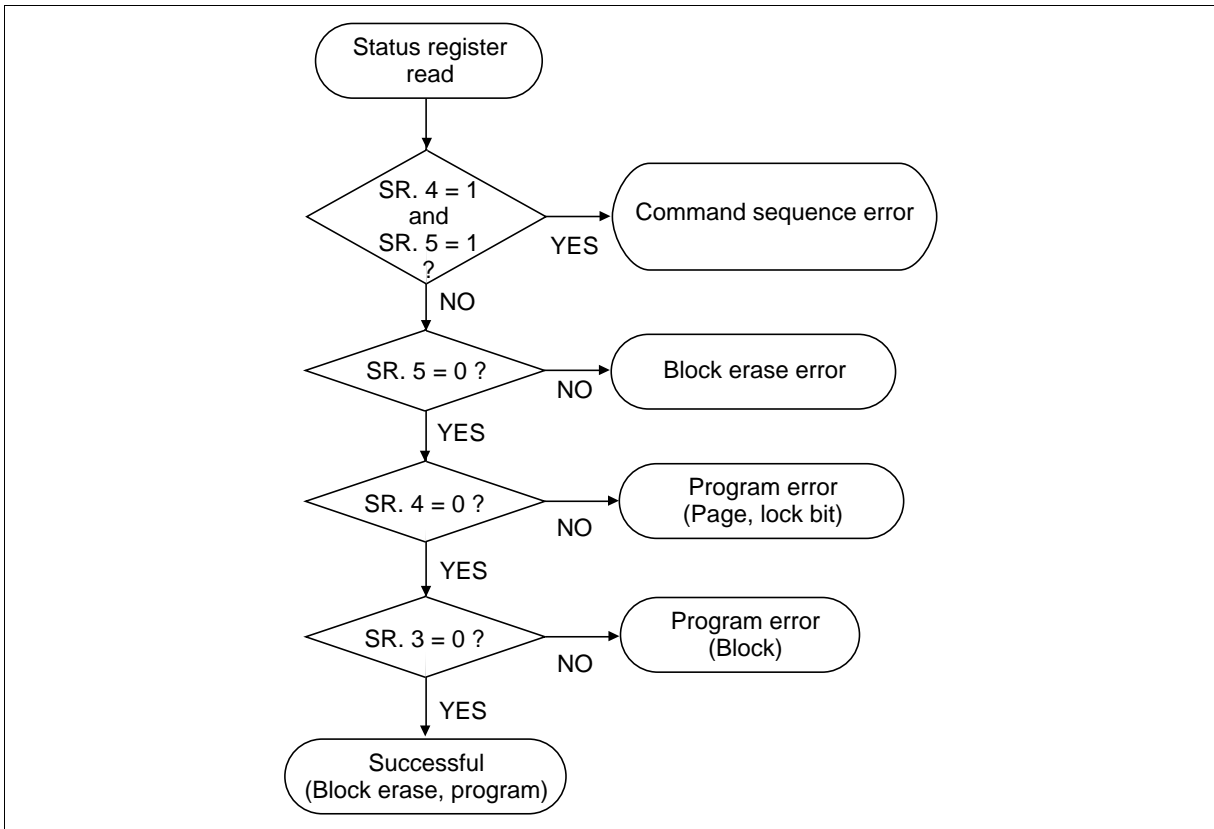 Status register
read
SR. 4 = 1
and
SR. 5 = 1
?
YES
Command sequence error
NO
SR. 5 = 0 ?
NO
Block erase error
YES
SR. 4 = 0 ?
NO
Program error
(Page, lock bit)
YES
SR. 3 = 0 ?
NO
Program error
(Block)
YES
Successful
(Block erase, program)